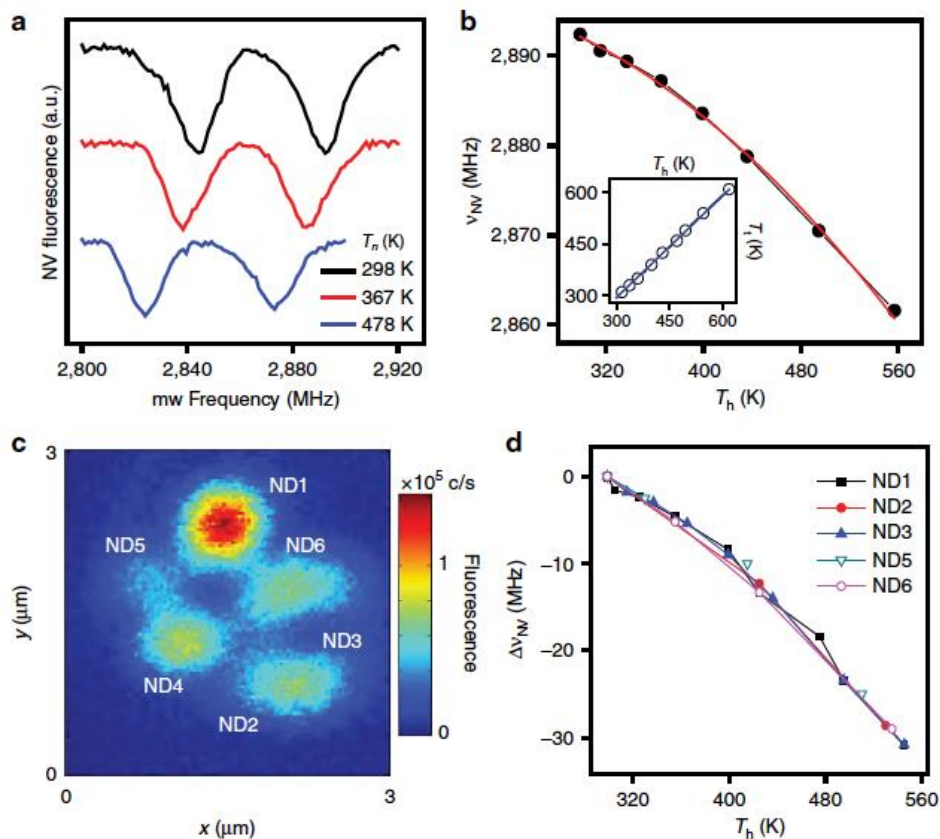 a
NV fluorescence (a.u.)
Tn (K)
298 K
367 K
478 K
2,800 2,840 2,880 2,920
mw Frequency (MHz)
b
νNV (MHz)
2,890
2,880
2,870
2,860
Th (K)
600
450
300
T1 (K)
300 450 600
320 400 480 560
Th (K)
c
3
y (μm)
0
ND1
ND5
ND6
ND3
ND4
ND2
0 3
x (μm)
×10⁵ c/s
1
0
Fluorescence
d
ΔνNV (MHz)
0
−10
−20
−30
ND1
ND2
ND3
ND5
ND6
320 400 480 560
Th (K)